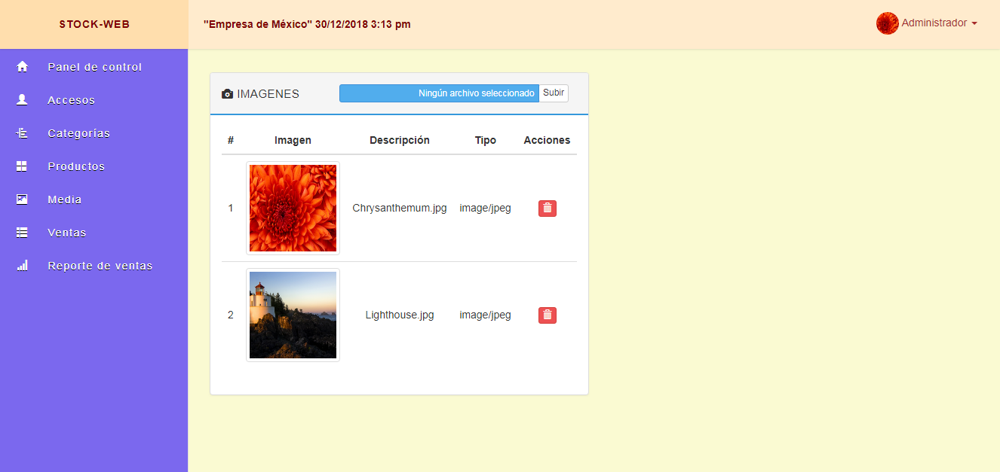 STOCK-WEB
"Empresa de México" 30/12/2018 3:13 pm
Administrador
Panel de control
Accesos
Categorías
Productos
Media
Ventas
Reporte de ventas
IMAGENES
Ningún archivo seleccionado Subir
# Imagen Descripción Tipo Acciones
1 Chrysanthemum.jpg image/jpeg
2 Lighthouse.jpg image/jpeg